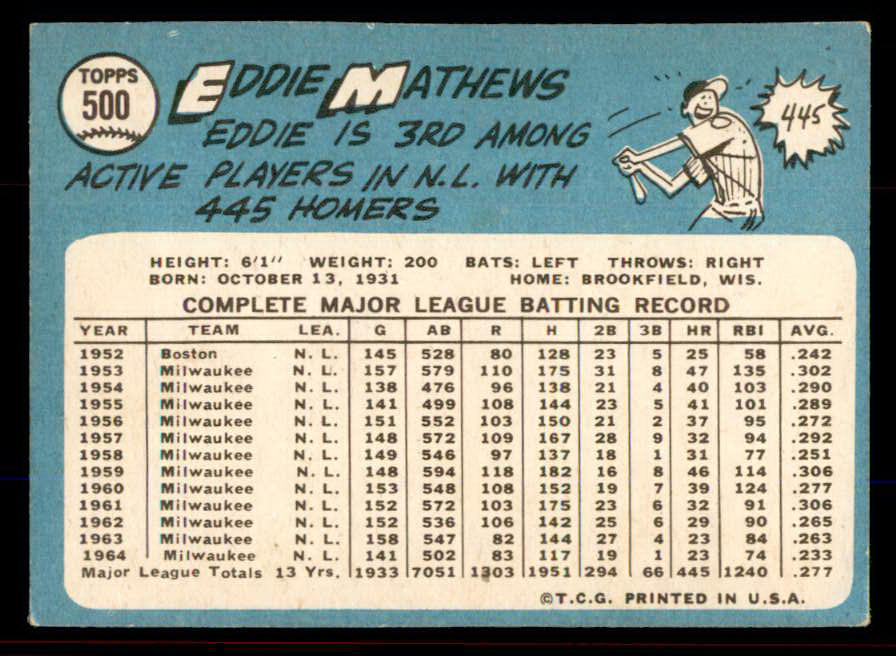 TOPPS
500
EDDIE MATHEWS
EDDIE IS 3RD AMONG
ACTIVE PLAYERS IN N.L. WITH
445 HOMERS
445
HEIGHT: 6'1" WEIGHT: 200 BATS: LEFT THROWS: RIGHT
BORN: OCTOBER 13, 1931 HOME: BROOKFIELD, WIS.
COMPLETE MAJOR LEAGUE BATTING RECORD
YEAR TEAM LEA. G AB R H 2B 3B HR RBI AVG.
1952 Boston N. L. 145 528 80 128 23 5 25 58 .242
1953 Milwaukee N. L. 157 579 110 175 31 8 47 135 .302
1954 Milwaukee N. L. 138 476 96 138 21 4 40 103 .290
1955 Milwaukee N. L. 141 499 108 144 23 5 41 101 .289
1956 Milwaukee N. L. 151 552 103 150 21 2 37 95 .272
1957 Milwaukee N. L. 148 572 109 167 28 9 32 94 .292
1958 Milwaukee N. L. 149 546 97 137 18 1 31 77 .251
1959 Milwaukee N. L. 148 594 118 182 16 8 46 114 .306
1960 Milwaukee N. L. 153 548 108 152 19 7 39 124 .277
1961 Milwaukee N. L. 152 572 103 175 23 6 32 91 .306
1962 Milwaukee N. L. 152 536 106 142 25 6 29 90 .265
1963 Milwaukee N. L. 158 547 82 144 27 4 23 84 .263
1964 Milwaukee N. L. 141 502 83 117 19 1 23 74 .233
Major League Totals 13 Yrs. 1933 7051 1303 1951 294 66 445 1240 .277
©T.C.G. PRINTED IN U.S.A.